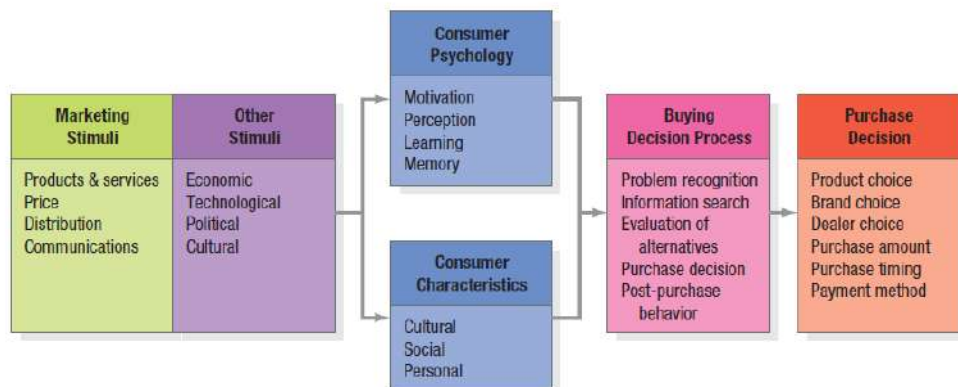 Marketing
Stimuli
Products & services
Price
Distribution
Communications
Other
Stimuli
Economic
Technological
Political
Cultural
Consumer
Psychology
Motivation
Perception
Learning
Memory
Consumer
Characteristics
Cultural
Social
Personal
Buying
Decision Process
Problem recognition
Information search
Evaluation of
alternatives
Purchase decision
Post-purchase
behavior
Purchase
Decision
Product choice
Brand choice
Dealer choice
Purchase amount
Purchase timing
Payment method